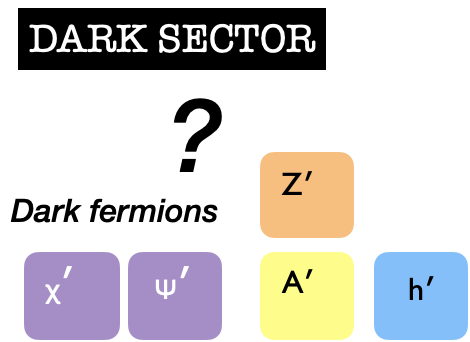 DARK SECTOR
?
Z′
Dark fermions
χ′ ψ′ A′ h′